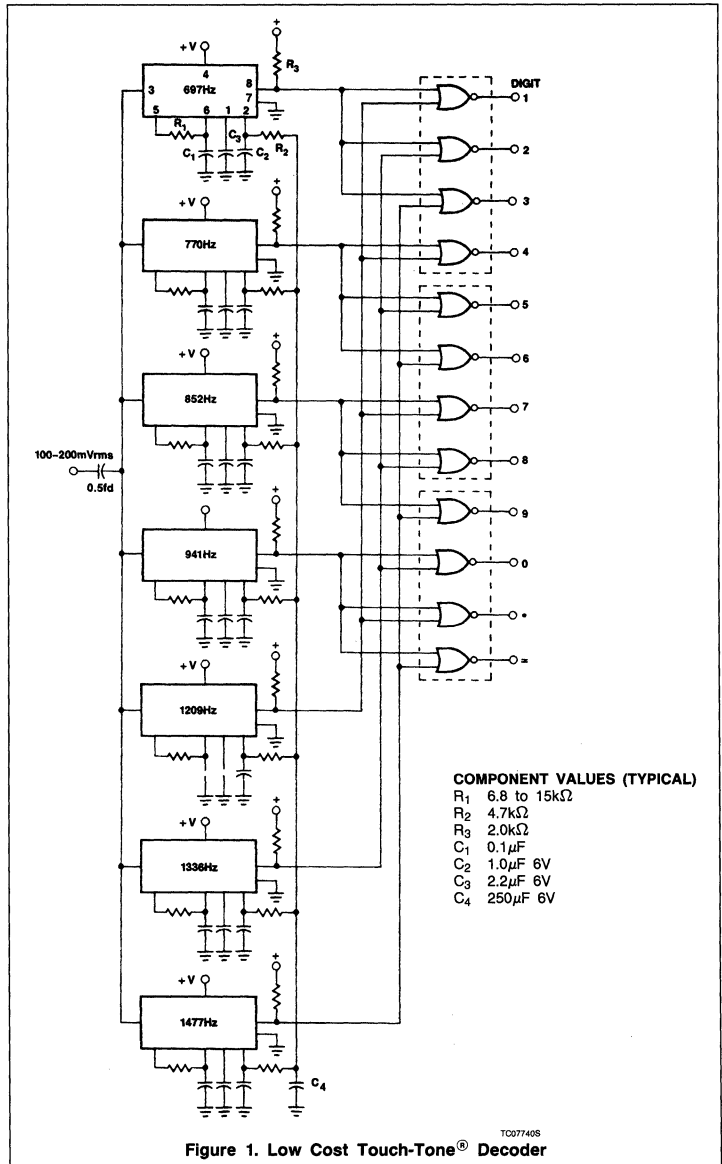 +V
+
R3
4
697Hz
3
8
7
5
6
1
2
R1
C1
C3
C2
R2
DIGIT
1
2
3
4
5
6
7
8
9
0
*
=
+V
+
770Hz
+V
+
852Hz
100–200mVrms
0.5fd
+
941Hz
+V
+
1209Hz
+V
+
1336Hz
+V
+
1477Hz
C4
COMPONENT VALUES (TYPICAL)
R1 6.8 to 15kΩ
R2 4.7kΩ
R3 2.0kΩ
C1 0.1μF
C2 1.0μF 6V
C3 2.2μF 6V
C4 250μF 6V
TC07740S
Figure 1. Low Cost Touch-Tone® Decoder